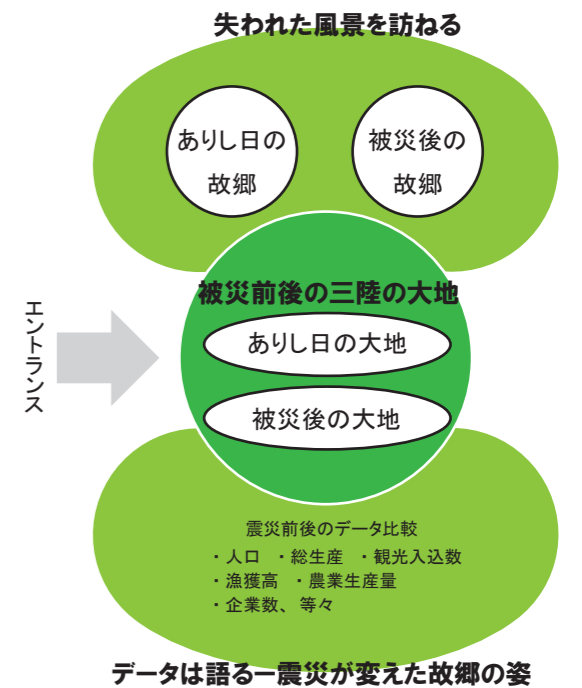 失われた風景を訪ねる
ありし日の
故郷
被災後の
故郷
被災前後の三陸の大地
エントランス
ありし日の大地
被災後の大地
震災前後のデータ比較
・人口 ・総生産 ・観光入込数
・漁獲高 ・農業生産量
・企業数、等々
データは語るー震災が変えた故郷の姿